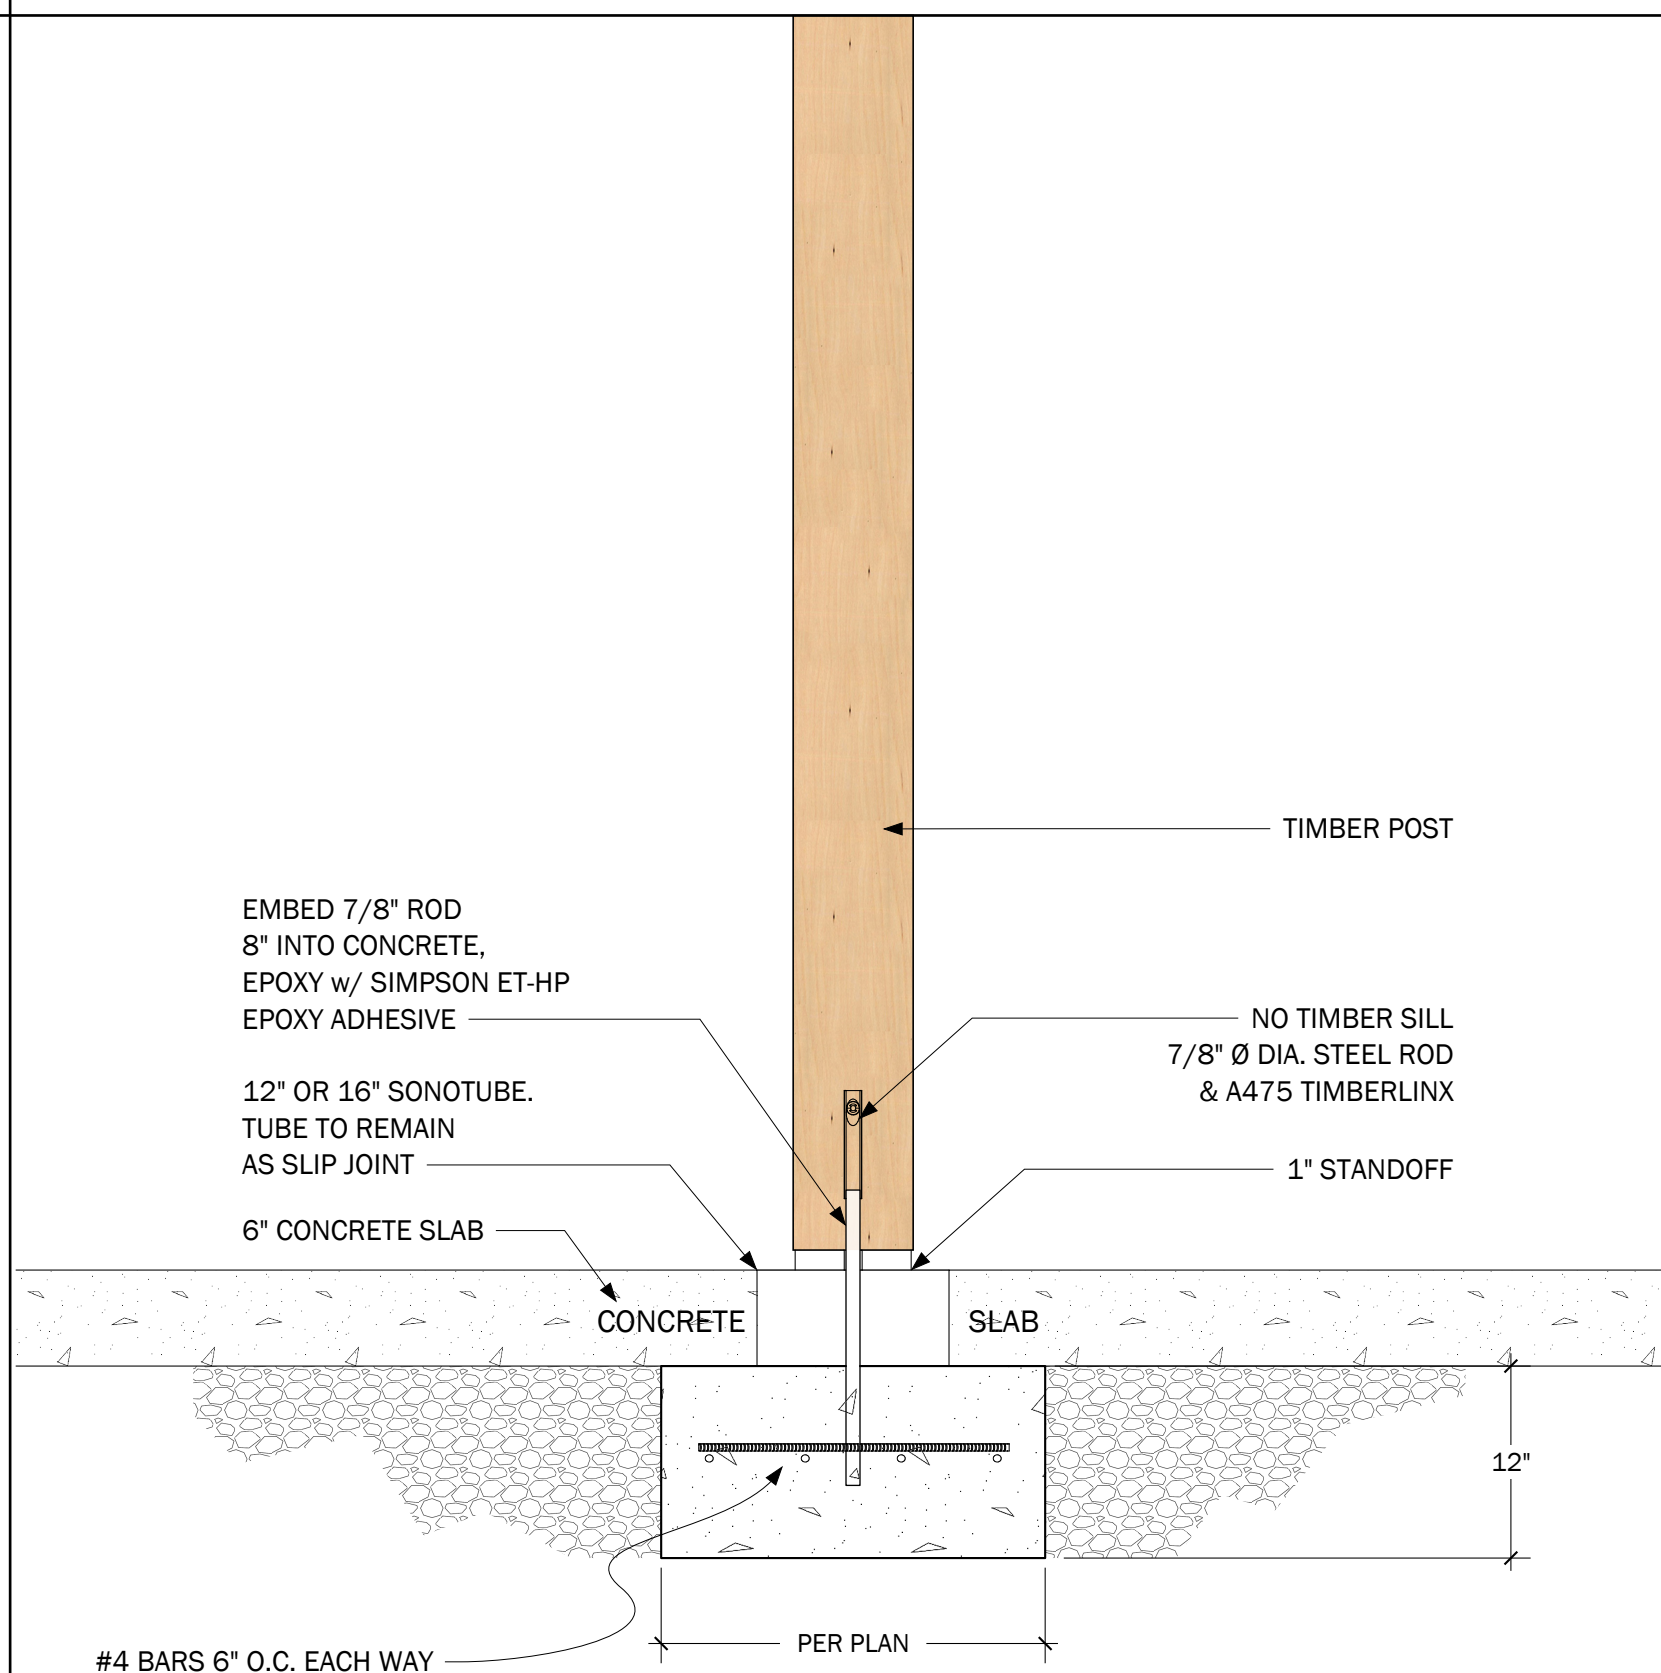 TIMBER POST
EMBED 7/8" ROD
8" INTO CONCRETE,
EPOXY w/ SIMPSON ET-HP
EPOXY ADHESIVE
NO TIMBER SILL
7/8" Ø DIA. STEEL ROD
& A475 TIMBERLINX
12" OR 16" SONOTUBE.
TUBE TO REMAIN
AS SLIP JOINT
1" STANDOFF
6" CONCRETE SLAB
CONCRETE SLAB
12"
PER PLAN
#4 BARS 6" O.C. EACH WAY